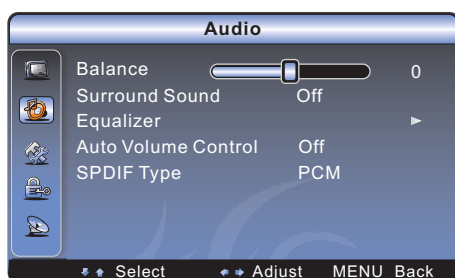 Audio
Balance 0
Surround Sound Off
Equalizer
Auto Volume Control Off
SPDIF Type PCM
Select Adjust MENU Back